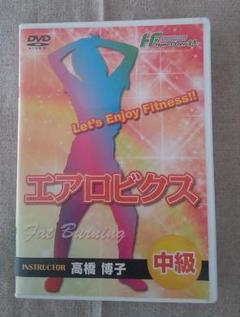 DVD
VIDEO
Let's Enjoy Fitness!!
エアロビクス
Fat Burning
中級
INSTRUCTOR 高橋 博子